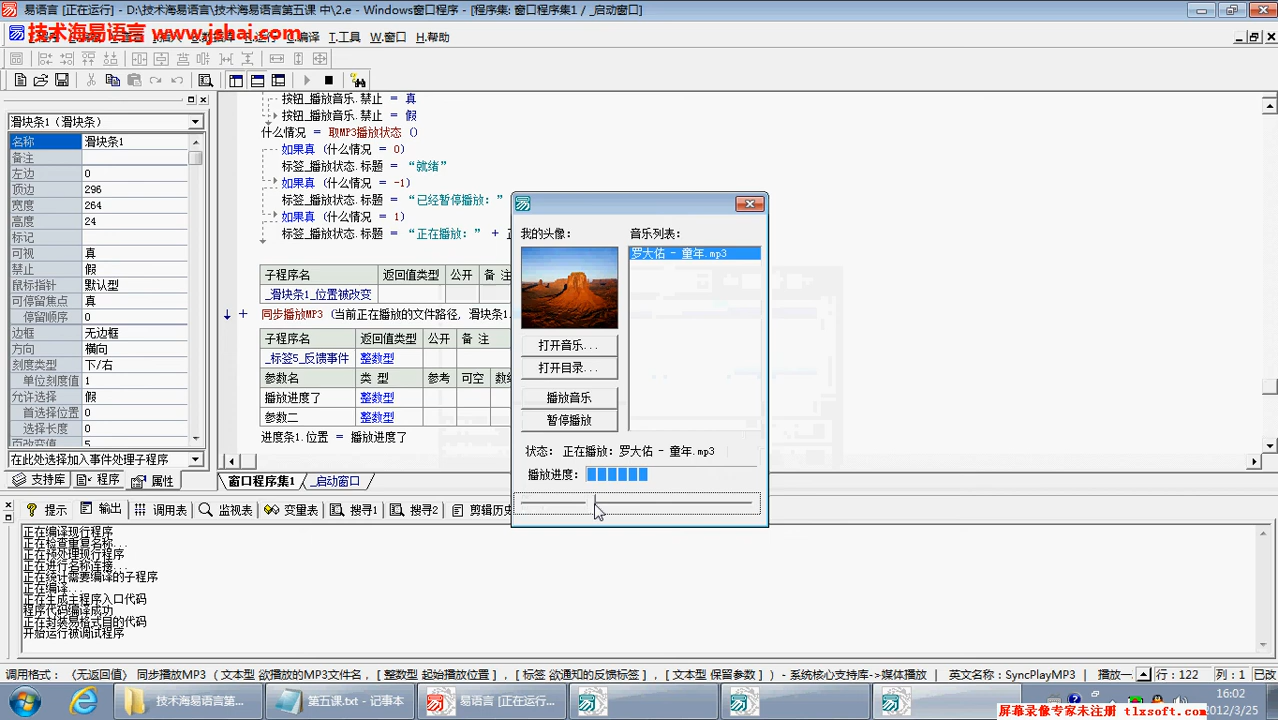 易语言 [正在运行] - D:\技术海易语言\技术海易语言第五课 中\2.e - Windows窗口程序 - [程序集: 窗口程序集1 / _启动窗口]
技术海易语言 www.jshai.com
编译 T.工具 W.窗口 H.帮助
滑块条1（滑块条）
名称 滑块条1
备注
左边 0
顶边 296
宽度 264
高度 24
标记
可视 真
禁止 假
鼠标指针 默认型
可停留焦点 真
停留顺序 0
边框 无边框
方向 横向
刻度类型 下/右
单位刻度值 1
允许选择 假
首选择位置 0
选择长度 0
页改变值 5
在此处选择加入事件处理子程序
支持库 程序 属性
按钮_播放音乐.禁止 = 真
按钮_播放音乐.禁止 = 假
什么情况 = 取MP3播放状态 ()
如果真 (什么情况 = 0)
标签_播放状态.标题 = “就绪”
如果真 (什么情况 = -1)
标签_播放状态.标题 = “已经暂停播放：”
如果真 (什么情况 = 1)
标签_播放状态.标题 = “正在播放：” +
子程序名 返回值类型 公开 备 注
_滑块条1_位置被改变
同步播放MP3 (当前正在播放的文件路径, 滑块条1.
子程序名 返回值类型 公开 备 注
_标签5_反馈事件 整数型
参数名 类 型 参考 可空 数
播放进度了 整数型
参数二 整数型
进度条1.位置 = 播放进度了
窗口程序集1 _启动窗口
我的头像: 音乐列表:
罗大佑 - 童年.mp3
打开音乐...
打开目录...
播放音乐
暂停播放
状态: 正在播放：罗大佑 - 童年.mp3
播放进度:
提示 输出 调用表 监视表 变量表 搜寻1 搜寻2 剪辑历史
正在编译现行程序
正在检查重复名称...
正在预处理现行程序
正在进行名称连接...
正在统计需要编译的子程序
正在编译...
正在生成主程序入口代码
程序代码编译成功
正在封装易格式目的代码
开始运行被调试程序
调用格式: （无返回值） 同步播放MP3 ( 文本型 欲播放的MP3文件名 , [ 整数型 起始播放位置 ] , [ 标签 欲通知的反馈标签 ] , [ 文本型 保留参数 ] ) - 系统核心支持库->媒体播放 | 英文名称：SyncPlayMP3 | 播放一 行：122 列：1 已改
技术海易语言第... 第五课.txt - 记事本 易语言 [正在运行...
16:02
2012/3/25
屏幕录像专家未注册 tlxsoft.com